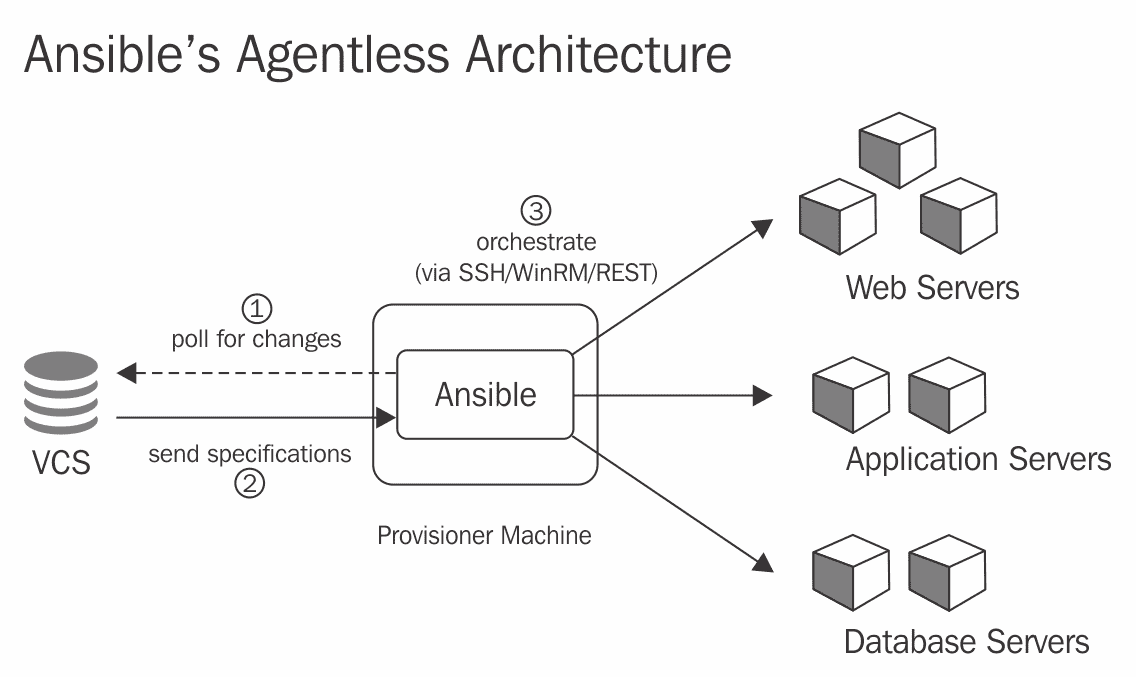 Ansible’s Agentless Architecture
③
orchestrate
(via SSH/WinRM/REST)
Web Servers
①
poll for changes
Ansible
VCS
send specifications
②
Application Servers
Provisioner Machine
Database Servers